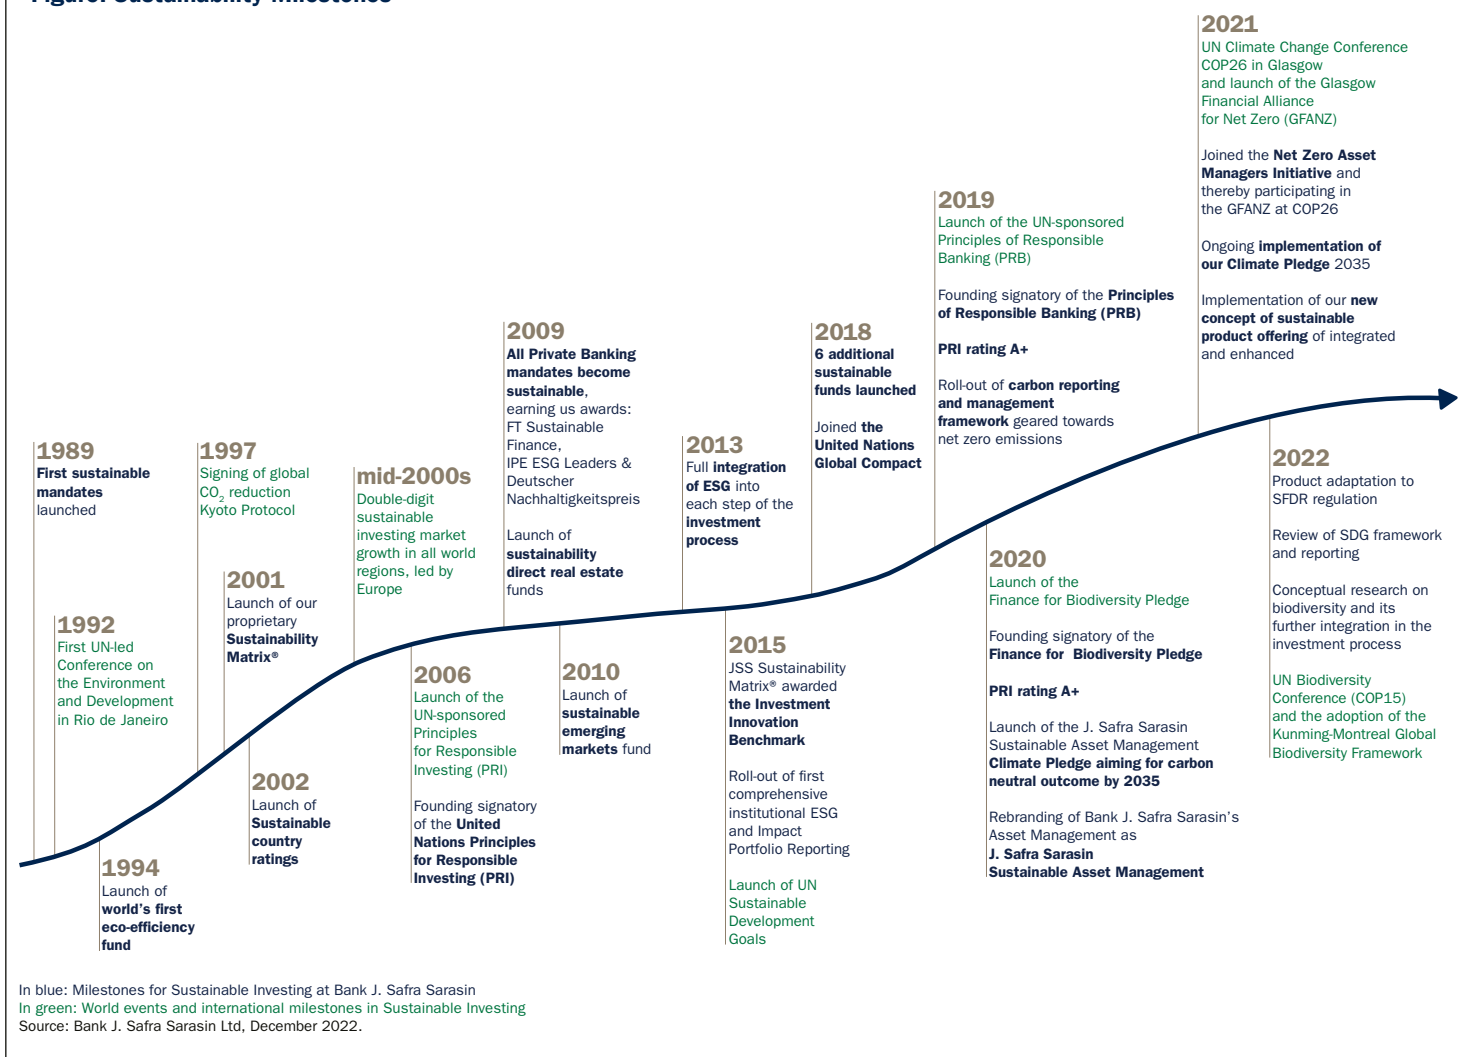 Figure: Sustainability Milestones
1989
First sustainable
mandates
launched
1992
First UN-led
Conference on
the Environment
and Development
in Rio de Janeiro
1994
Launch of
world's first
eco-efficiency
fund
1997
Signing of global
CO2 reduction
Kyoto Protocol
2001
Launch of our
proprietary
Sustainability
Matrix®
2002
Launch of
Sustainable
country
ratings
mid-2000s
Double-digit
sustainable
investing market
growth in all world
regions, led by
Europe
2006
Launch of the
UN-sponsored
Principles
for Responsible
Investing (PRI)
Founding signatory
of the United
Nations Principles
for Responsible
Investing (PRI)
2009
All Private Banking
mandates become
sustainable,
earning us awards:
FT Sustainable
Finance,
IPE ESG Leaders &
Deutscher
Nachhaltigkeitspreis
Launch of
sustainability
direct real estate
funds
2010
Launch of
sustainable
emerging
markets fund
2013
Full integration
of ESG into
each step of the
investment
process
2015
JSS Sustainability
Matrix® awarded
the Investment
Innovation
Benchmark
Roll-out of first
comprehensive
institutional ESG
and Impact
Portfolio Reporting
Launch of UN
Sustainable
Development
Goals
2018
6 additional
sustainable
funds launched
Joined the
United Nations
Global Compact
2019
Launch of the UN-sponsored
Principles of Responsible
Banking (PRB)
Founding signatory of the Principles
of Responsible Banking (PRB)
PRI rating A+
Roll-out of carbon reporting
and management
framework geared towards
net zero emissions
2020
Launch of the
Finance for Biodiversity Pledge
Founding signatory of the
Finance for Biodiversity Pledge
PRI rating A+
Launch of the J. Safra Sarasin
Sustainable Asset Management
Climate Pledge aiming for carbon
neutral outcome by 2035
Rebranding of Bank J. Safra Sarasin's
Asset Management as
J. Safra Sarasin
Sustainable Asset Management
2021
UN Climate Change Conference
COP26 in Glasgow
and launch of the Glasgow
Financial Alliance
for Net Zero (GFANZ)
Joined the Net Zero Asset
Managers Initiative and
thereby participating in
the GFANZ at COP26
Ongoing implementation of
our Climate Pledge 2035
Implementation of our new
concept of sustainable
product offering of integrated
and enhanced
2022
Product adaptation to
SFDR regulation
Review of SDG framework
and reporting
Conceptual research on
biodiversity and its
further integration in the
investment process
UN Biodiversity
Conference (COP15)
and the adoption of the
Kunming-Montreal Global
Biodiversity Framework
In blue: Milestones for Sustainable Investing at Bank J. Safra Sarasin
In green: World events and international milestones in Sustainable Investing
Source: Bank J. Safra Sarasin Ltd, December 2022.